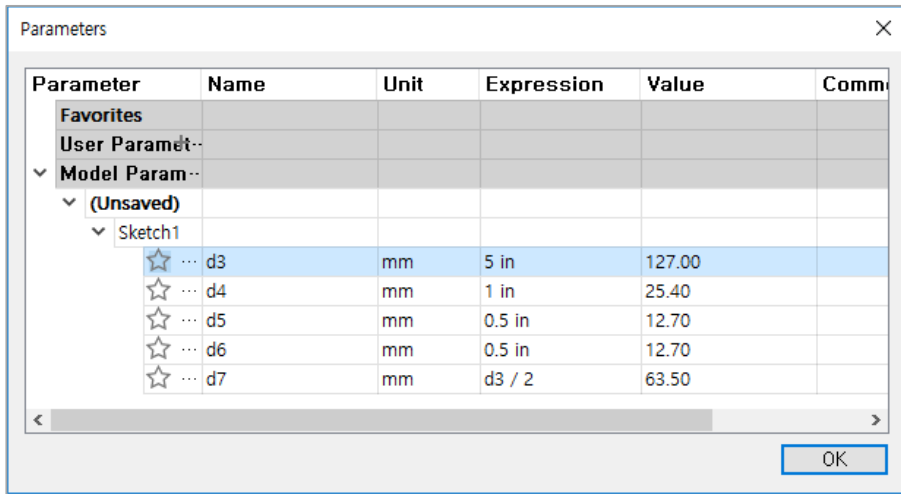 Parameters
Parameter Name Unit Expression Value Comm
Favorites
User Paramet··
Model Param··
(Unsaved)
Sketch1
··· d3 mm 5 in 127.00
··· d4 mm 1 in 25.40
··· d5 mm 0.5 in 12.70
··· d6 mm 0.5 in 12.70
··· d7 mm d3 / 2 63.50
OK